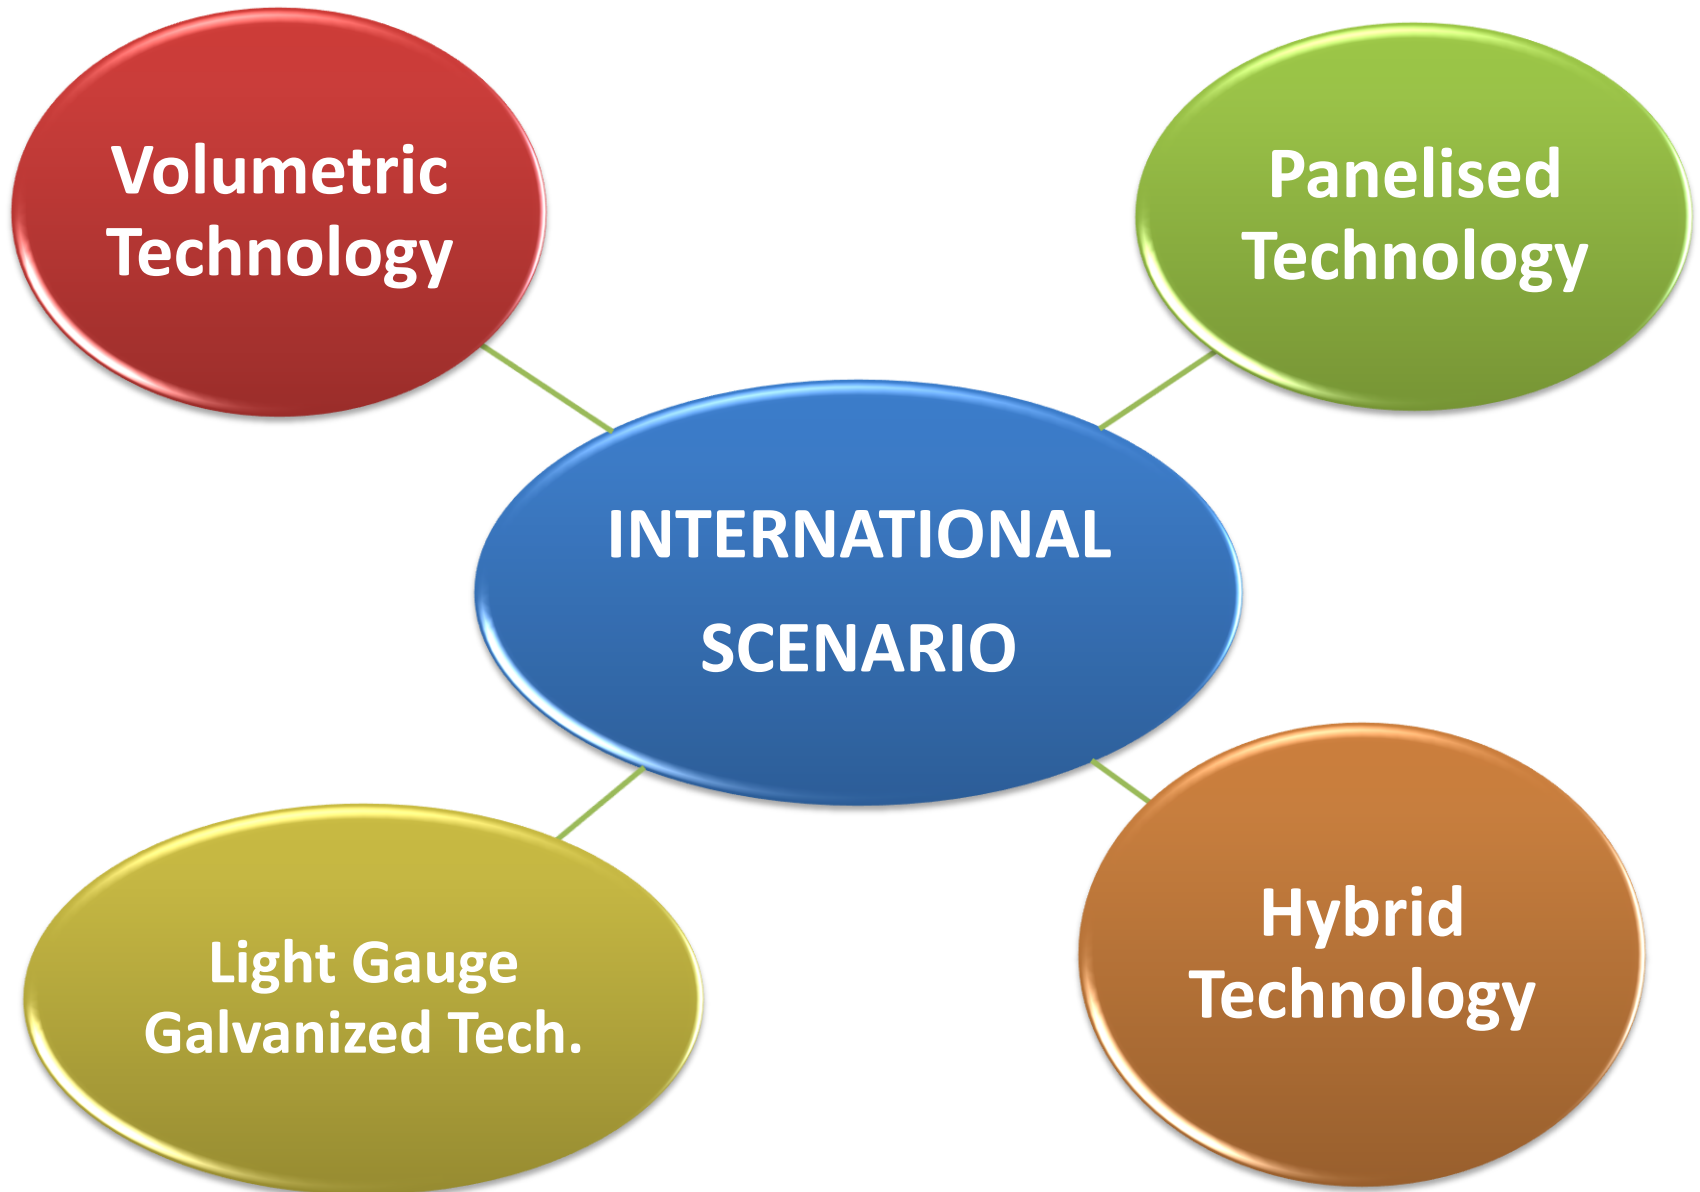 Volumetric
Technology
Panelised
Technology
INTERNATIONAL
SCENARIO
Light Gauge
Galvanized Tech.
Hybrid
Technology